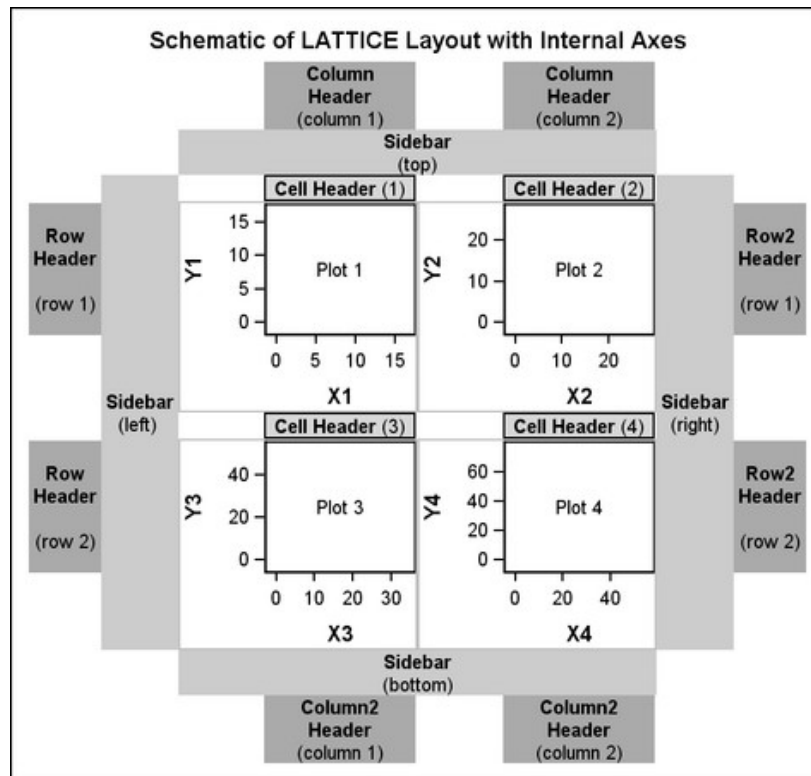 Schematic of LATTICE Layout with Internal Axes
Column
Header
(column 1)
Column
Header
(column 2)
Sidebar
(top)
Cell Header (1)
Cell Header (2)
Row
Header
(row 1)
Sidebar
(left)
Y1
15
10
5
0
Plot 1
0 5 10 15
X1
Y2
20
10
0
Plot 2
0 10 20
X2
Sidebar
(right)
Row2
Header
(row 1)
Cell Header (3)
Cell Header (4)
Row
Header
(row 2)
Y3
40
20
0
Plot 3
0 10 20 30
X3
Y4
60
40
20
0
Plot 4
0 20 40
X4
Row2
Header
(row 2)
Sidebar
(bottom)
Column2
Header
(column 1)
Column2
Header
(column 2)